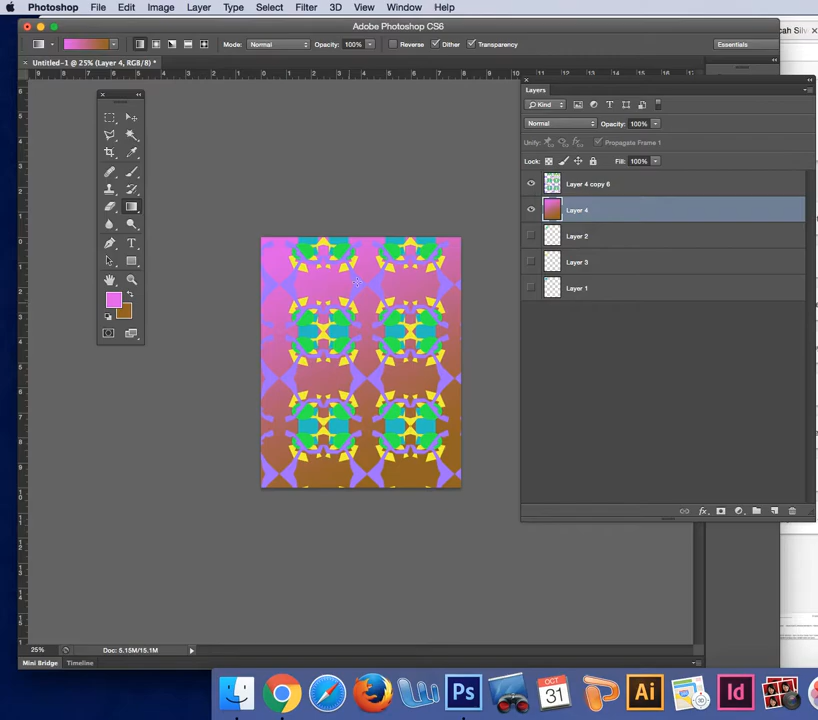 Photoshop File Edit Image Layer Type Select Filter 3D View Window Help
Adobe Photoshop CS6
Mode: Normal Opacity: 100% Reverse Dither Transparency Essentials
Untitled-1 @ 25% (Layer 4, RGB/8) *
Layers
Kind
Normal Opacity: 100%
Unify: Propagate Frame 1
Lock: Fill: 100%
Layer 4 copy 6
Layer 4
Layer 2
Layer 3
Layer 1
fx
25% Doc: 5.15M/15.1M
Mini Bridge Timeline
Ps OCT 31 Ai Id